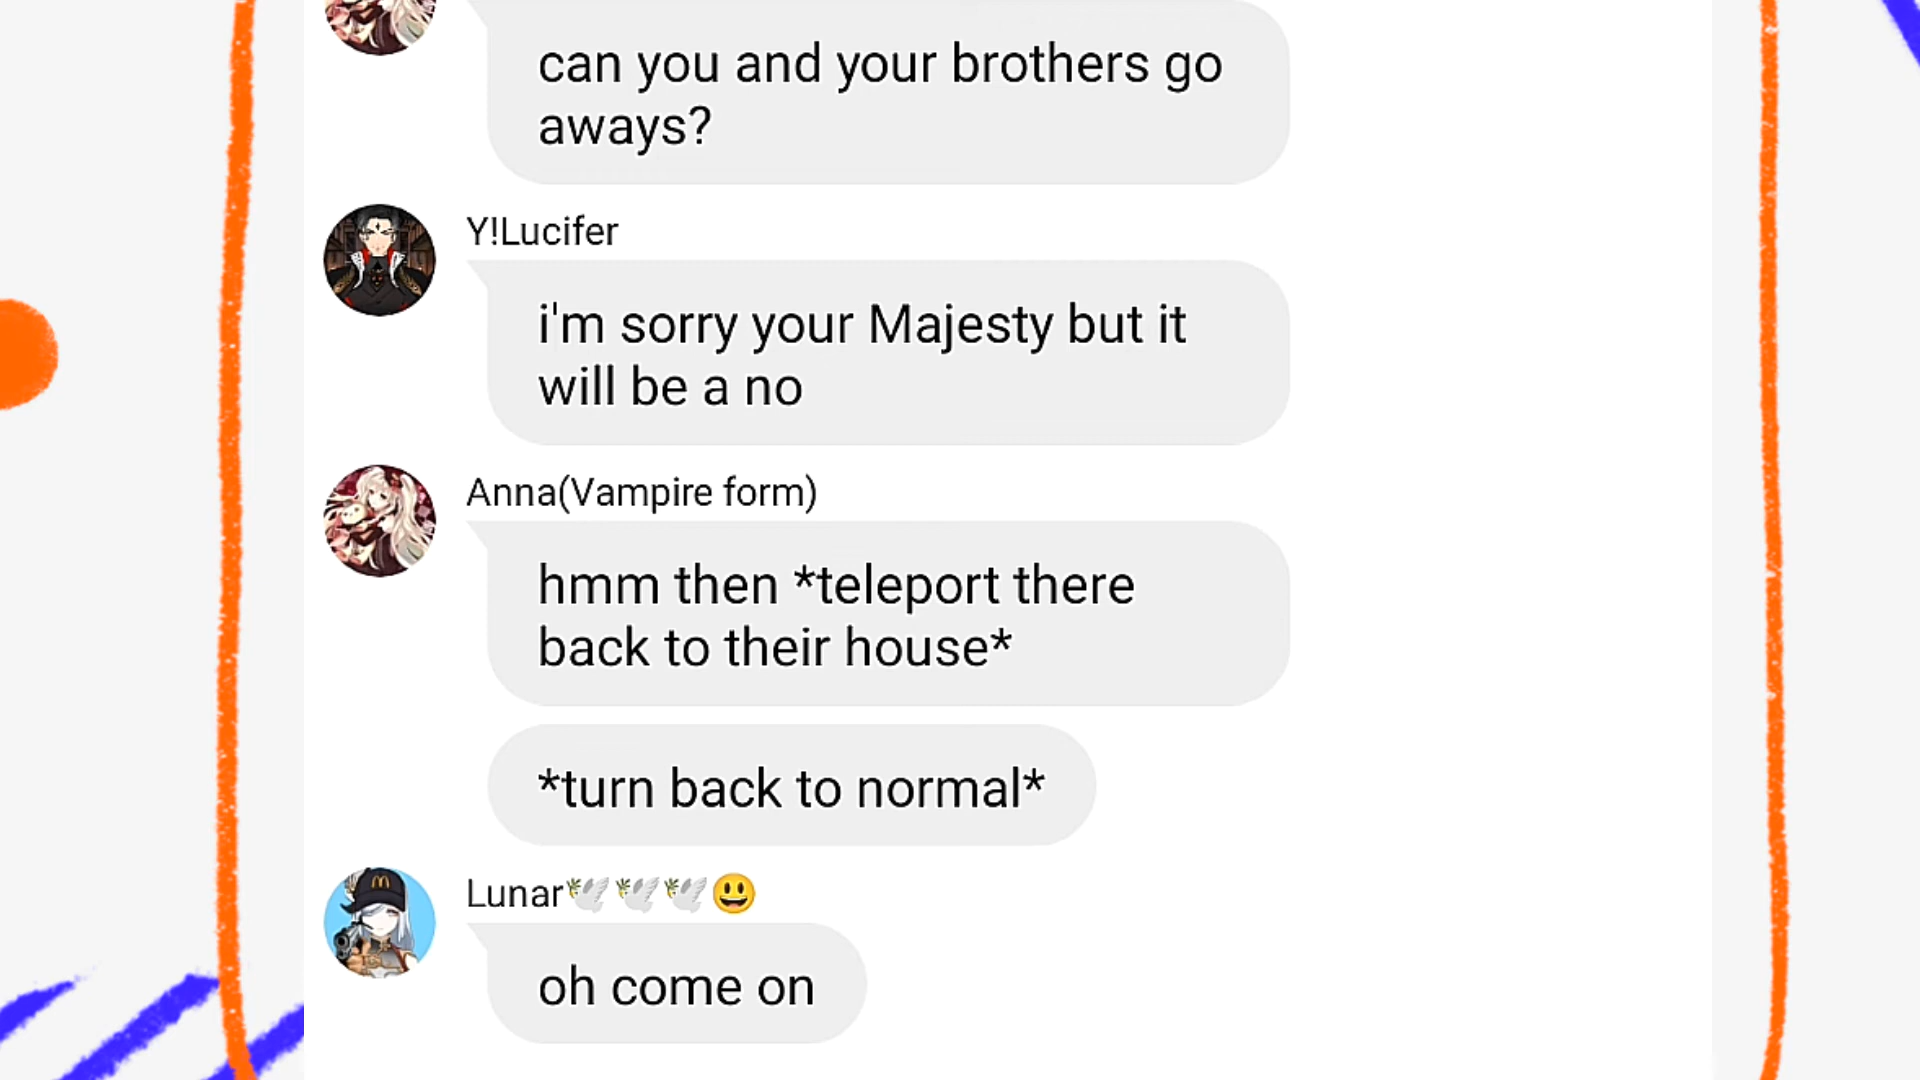 can you and your brothers go
aways?
Y!Lucifer
i'm sorry your Majesty but it
will be a no
Anna(Vampire form)
hmm then *teleport there
back to their house*
*turn back to normal*
Lunar🕊️🕊️🕊️😃
oh come on